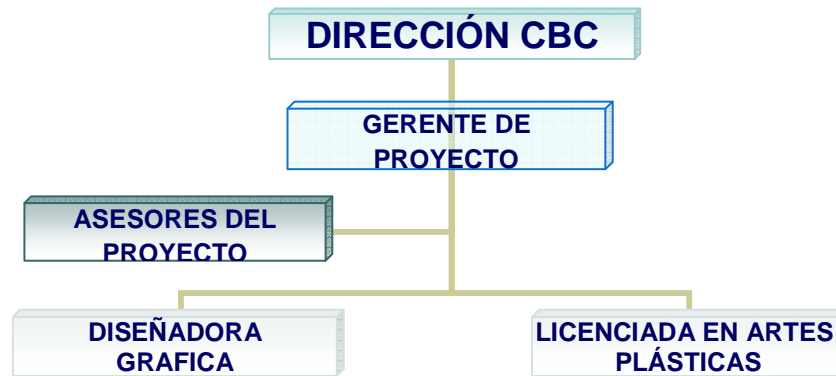 DIRECCIÓN CBC
GERENTE DE
PROYECTO
ASESORES DEL
PROYECTO
DISEÑADORA
GRAFICA
LICENCIADA EN ARTES
PLÁSTICAS